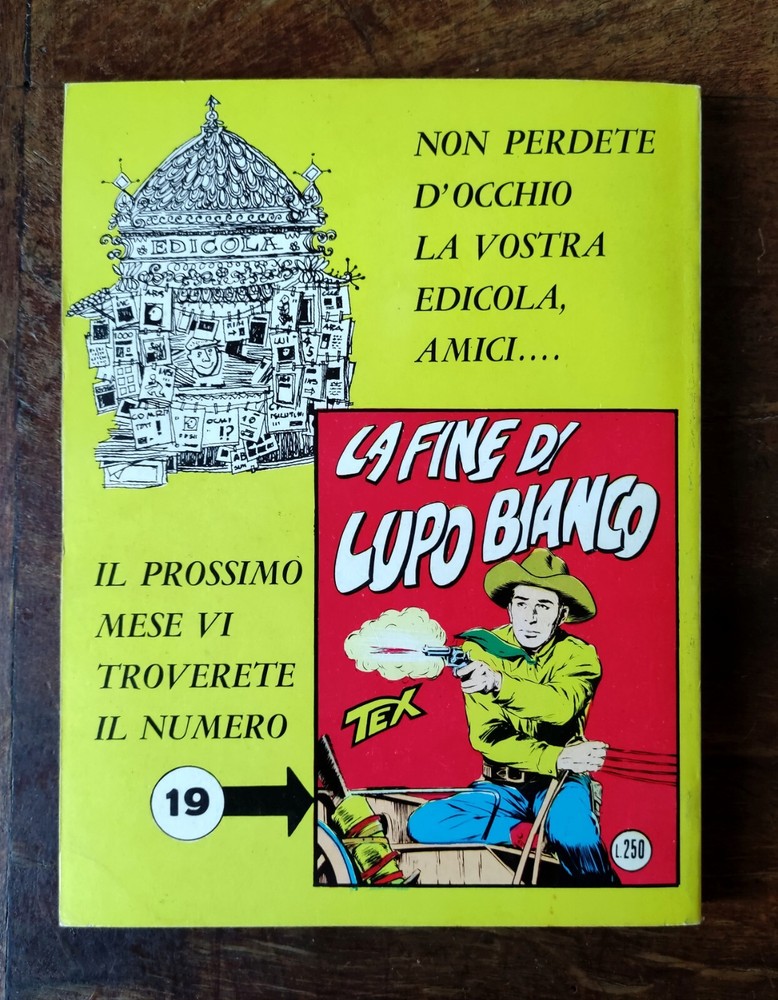 EDICOLA
NON PERDETE
D'OCCHIO
LA VOSTRA
EDICOLA,
AMICI....
LA FINE DI
LUPO BIANCO
TEX
L.250
IL PROSSIMO
MESE VI
TROVERETE
IL NUMERO
19